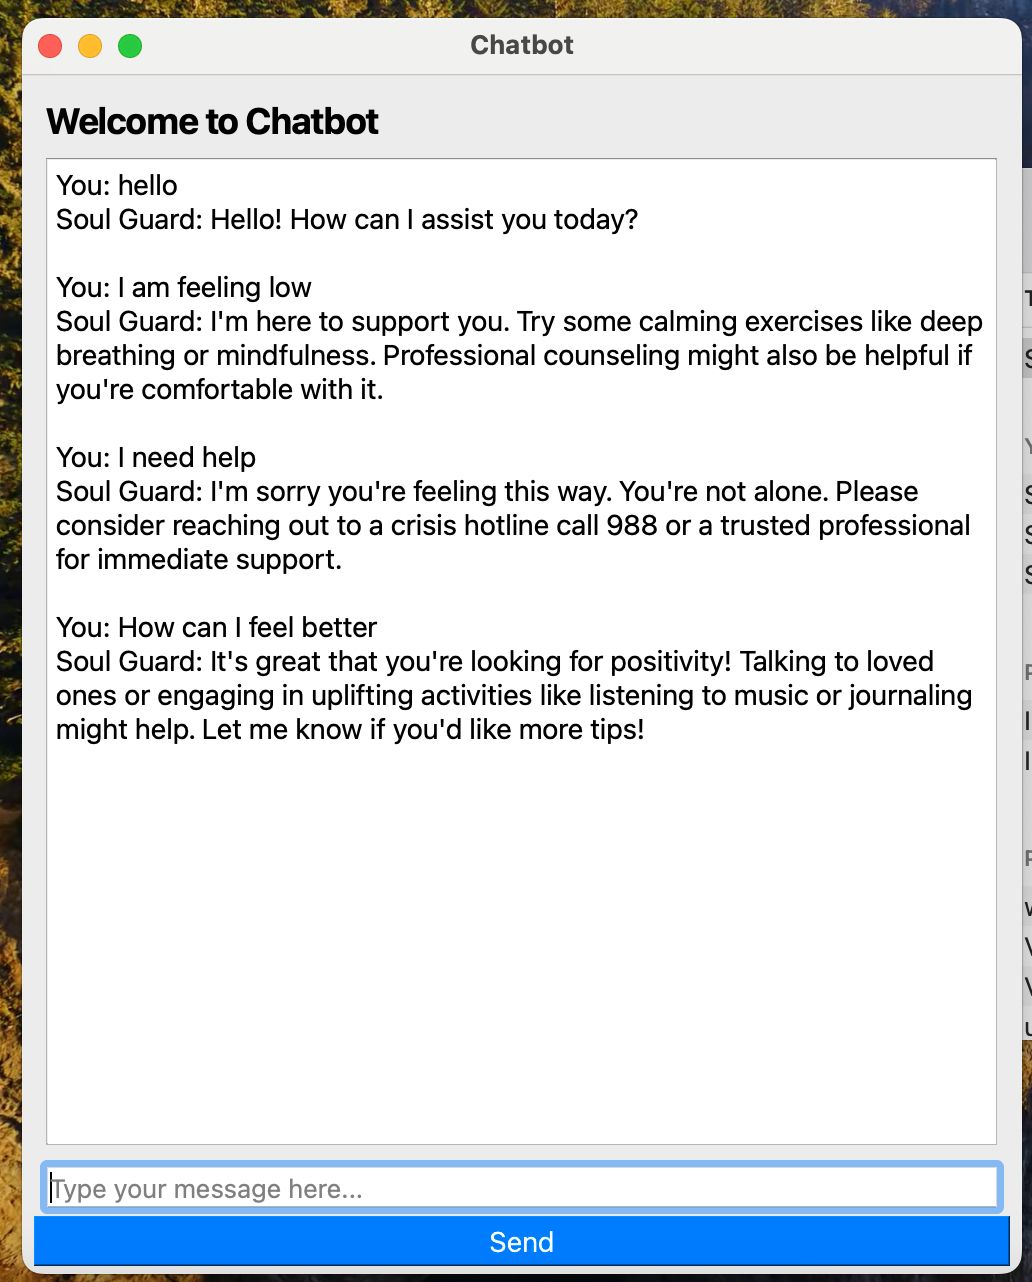 Chatbot
Welcome to Chatbot
You: hello
Soul Guard: Hello! How can I assist you today?
You: I am feeling low
Soul Guard: I'm here to support you. Try some calming exercises like deep
breathing or mindfulness. Professional counseling might also be helpful if
you're comfortable with it.
You: I need help
Soul Guard: I'm sorry you're feeling this way. You're not alone. Please
consider reaching out to a crisis hotline call 988 or a trusted professional
for immediate support.
You: How can I feel better
Soul Guard: It's great that you're looking for positivity! Talking to loved
ones or engaging in uplifting activities like listening to music or journaling
might help. Let me know if you'd like more tips!
Type your message here...
Send